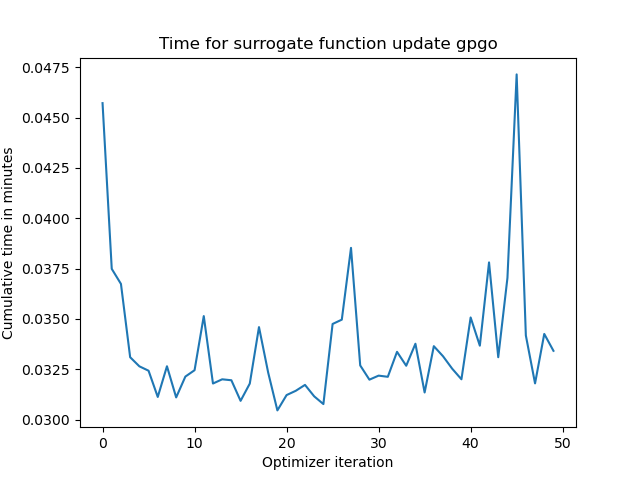 Time for surrogate function update gpgo
Cumulative time in minutes
0.0475
0.0450
0.0425
0.0400
0.0375
0.0350
0.0325
0.0300
0 10 20 30 40 50
Optimizer iteration